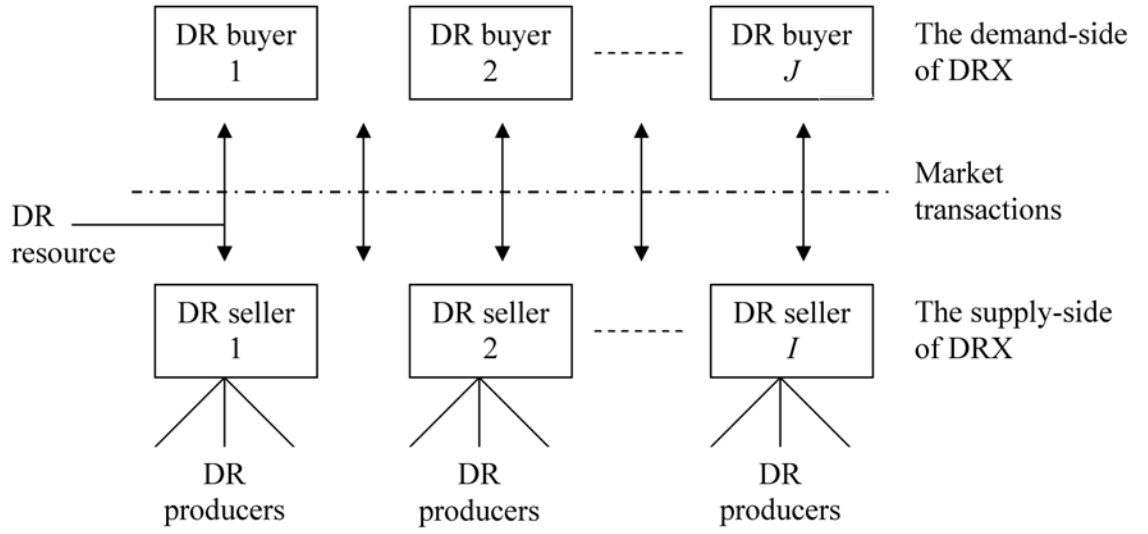 DR buyer
1
DR buyer
2
DR buyer
J
The demand-side
of DRX
Market
transactions
DR
resource
DR seller
1
DR seller
2
DR seller
I
The supply-side
of DRX
DR
producers
DR
producers
DR
producers